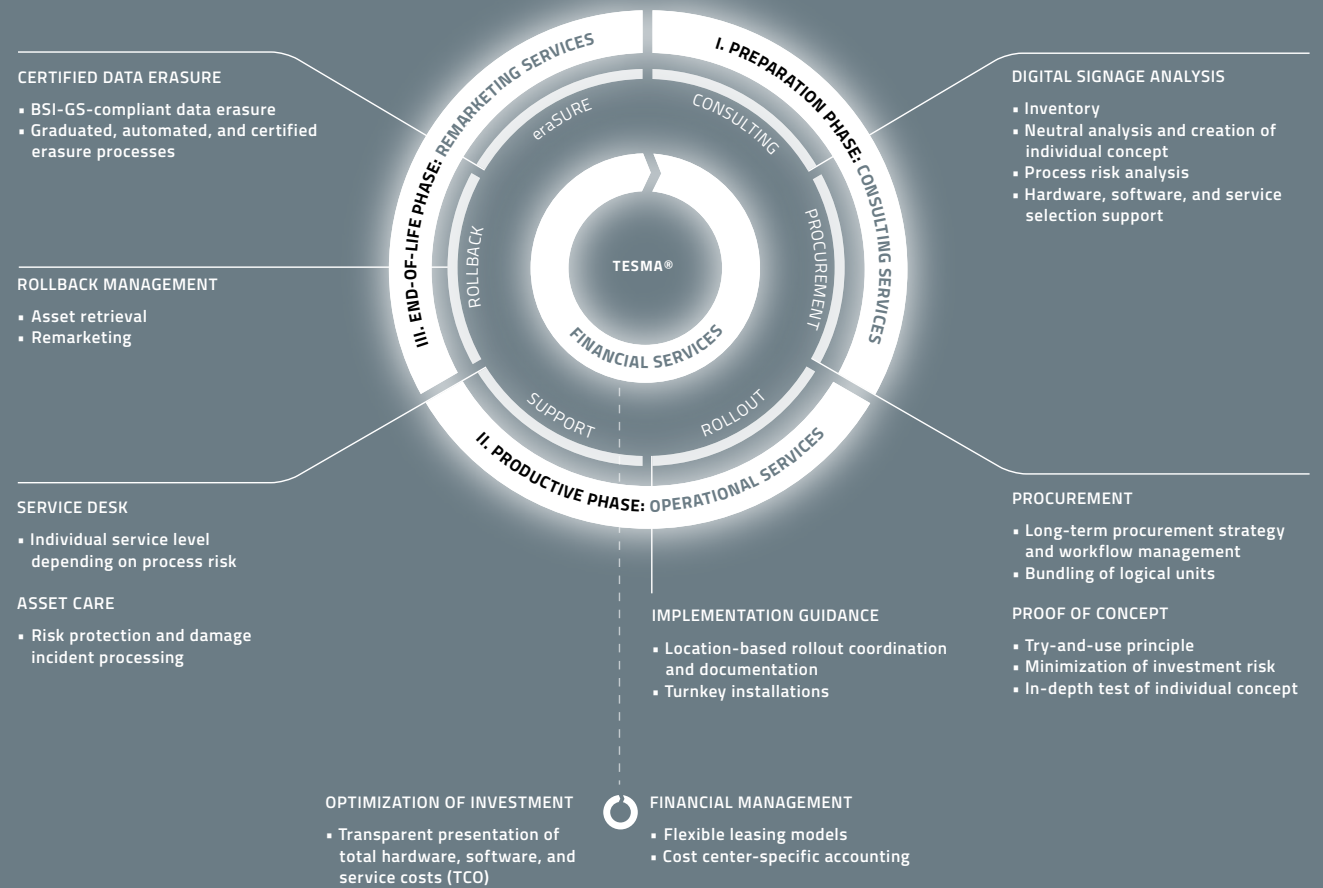 I. PREPARATION PHASE: CONSULTING SERVICES
II. PRODUCTIVE PHASE: OPERATIONAL SERVICES
III. END-OF-LIFE PHASE: REMARKETING SERVICES
CONSULTING
PROCUREMENT
ROLLOUT
SUPPORT
ROLLBACK
eraSURE
TESMA®
FINANCIAL SERVICES
CERTIFIED DATA ERASURE
▪ BSI-GS-compliant data erasure
▪ Graduated, automated, and certified
erasure processes
ROLLBACK MANAGEMENT
▪ Asset retrieval
▪ Remarketing
SERVICE DESK
▪ Individual service level
depending on process risk
ASSET CARE
▪ Risk protection and damage
incident processing
DIGITAL SIGNAGE ANALYSIS
▪ Inventory
▪ Neutral analysis and creation of
individual concept
▪ Process risk analysis
▪ Hardware, software, and service
selection support
PROCUREMENT
▪ Long-term procurement strategy
and workflow management
▪ Bundling of logical units
PROOF OF CONCEPT
▪ Try-and-use principle
▪ Minimization of investment risk
▪ In-depth test of individual concept
IMPLEMENTATION GUIDANCE
▪ Location-based rollout coordination
and documentation
▪ Turnkey installations
OPTIMIZATION OF INVESTMENT
▪ Transparent presentation of
total hardware, software, and
service costs (TCO)
FINANCIAL MANAGEMENT
▪ Flexible leasing models
▪ Cost center-specific accounting